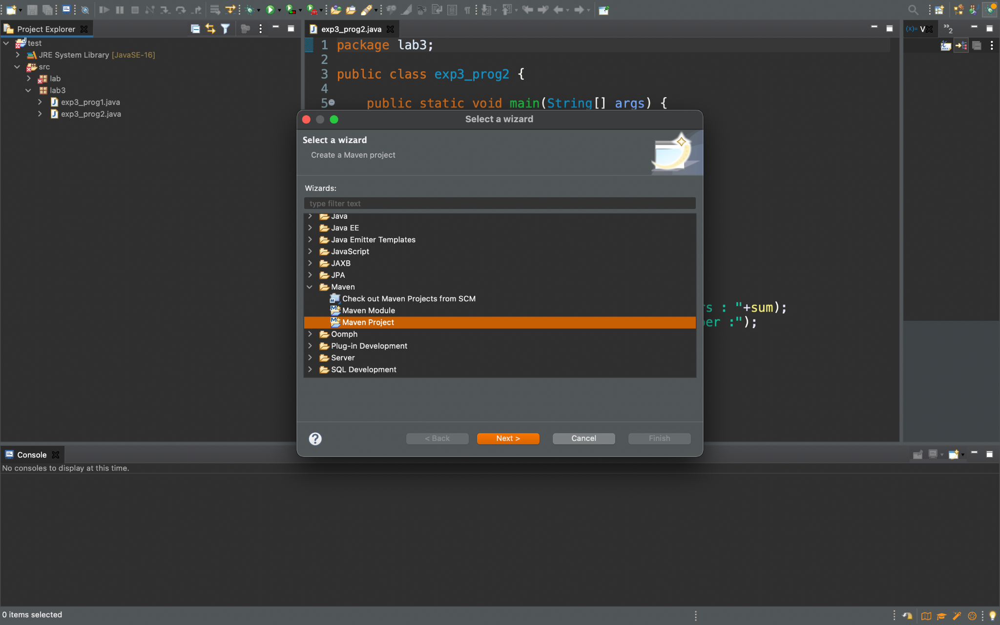 Project Explorer
test
JRE System Library [JavaSE-16]
src
lab
lab3
exp3_prog1.java
exp3_prog2.java
exp3_prog2.java
1 package lab3;
2
3 public class exp3_prog2 {
4
5 public static void main(String[] args) {
rs : "+sum);
ber :");
(x)= V
»2
Select a wizard
Select a wizard
Create a Maven project
Wizards:
type filter text
Java
Java EE
Java Emitter Templates
JavaScript
JAXB
JPA
Maven
Check out Maven Projects from SCM
Maven Module
Maven Project
Oomph
Plug-in Development
Server
SQL Development
?
< Back
Next >
Cancel
Finish
Console
No consoles to display at this time.
0 items selected